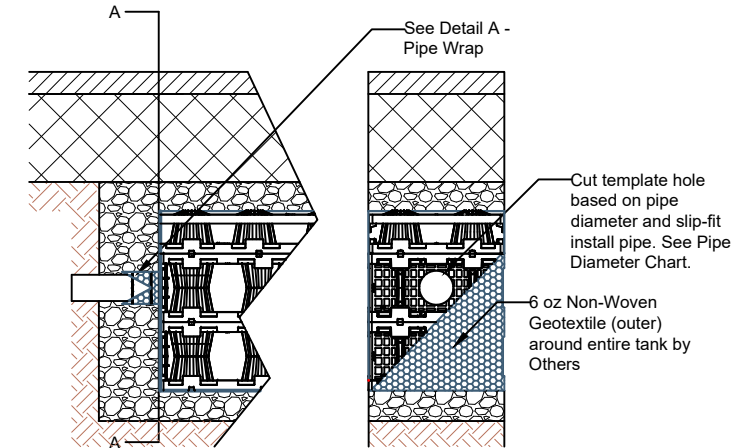 A
See Detail A -
Pipe Wrap
Cut template hole
based on pipe
diameter and slip-fit
install pipe. See Pipe
Diameter Chart.
6 oz Non-Woven
Geotextile (outer)
around entire tank by
Others
A